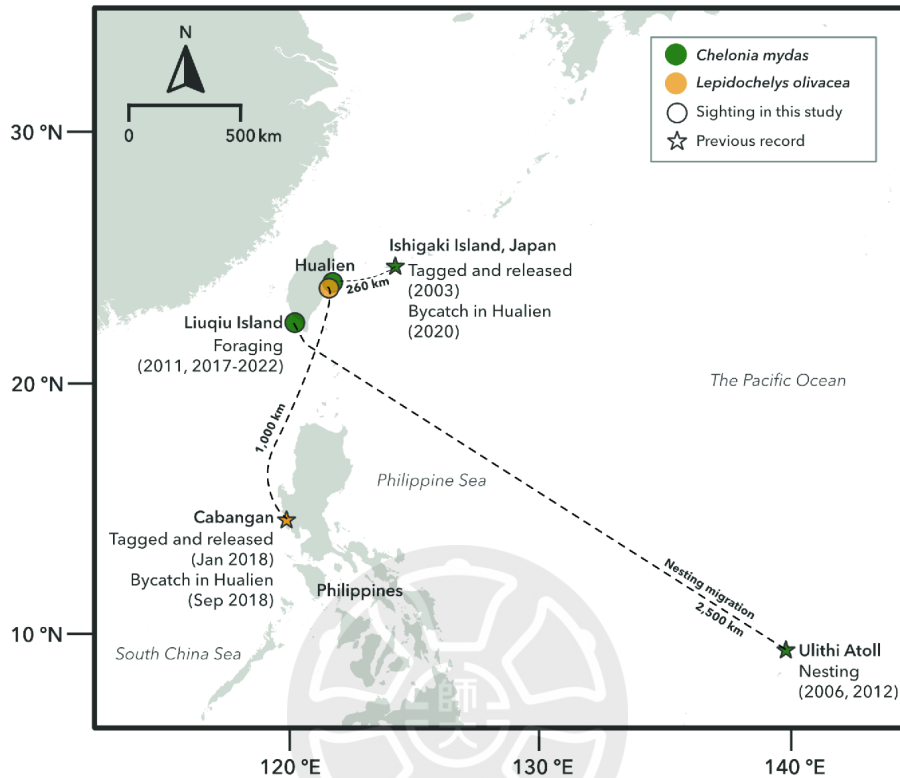 N
0 500 km
Chelonia mydas
Lepidochelys olivacea
Sighting in this study
Previous record
30 °N
Ishigaki Island, Japan
Tagged and released
(2003)
Bycatch in Hualien
(2020)
Hualien
260 km
Liuqiu Island
Foraging
(2011, 2017-2022)
20 °N
The Pacific Ocean
1,000 km
Philippine Sea
Cabangan
Tagged and released
(Jan 2018)
Bycatch in Hualien
(Sep 2018)
Philippines
Nesting migration
2,500 km
10 °N
South China Sea
Ulithi Atoll
Nesting
(2006, 2012)
師
大
120 °E
130 °E
140 °E